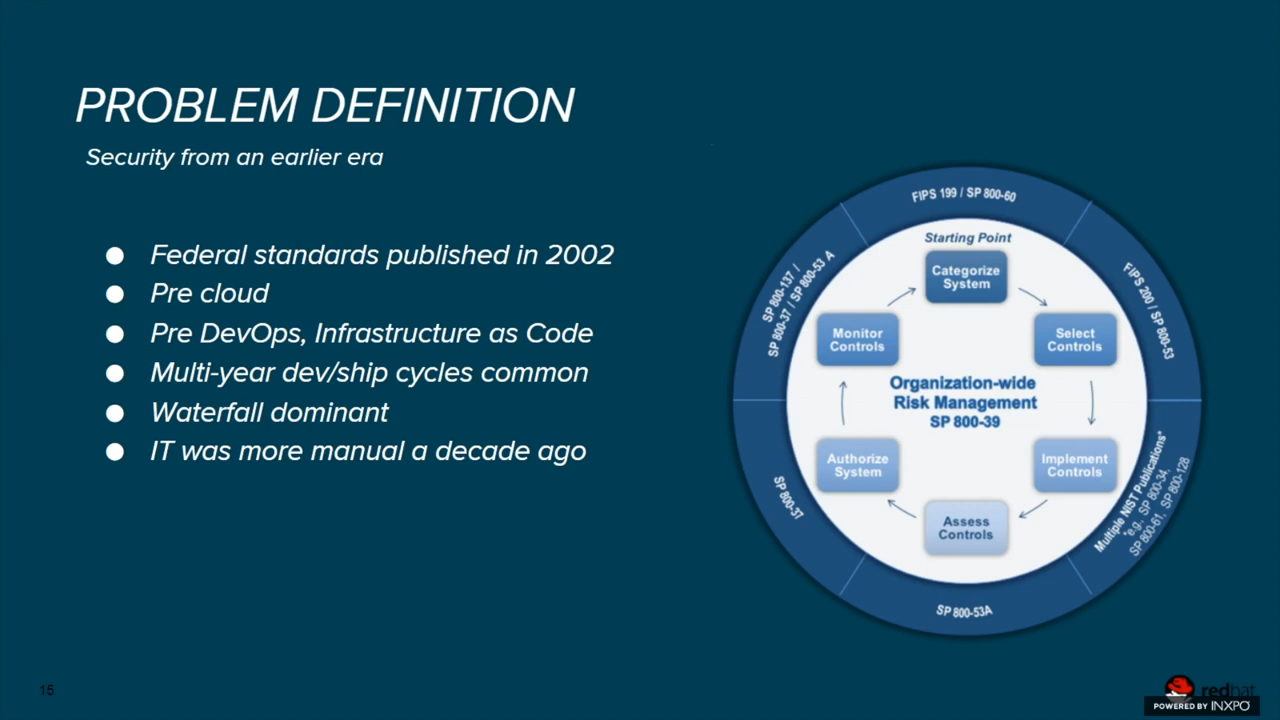 PROBLEM DEFINITION
Security from an earlier era
● Federal standards published in 2002
● Pre cloud
● Pre DevOps, Infrastructure as Code
● Multi-year dev/ship cycles common
● Waterfall dominant
● IT was more manual a decade ago
FIPS 199 / SP 800-60
FIPS 200 / SP 800-53
Multiple NIST Publications*
*e.g., SP 800-34,
SP 800-61, SP 800-128
SP 800-53A
SP 800-37
SP 800-137 /
SP 800-37 / SP 800-53 A
Starting Point
Categorize
System
Select
Controls
Implement
Controls
Assess
Controls
Authorize
System
Monitor
Controls
Organization-wide
Risk Management
SP 800-39
15
redhat
POWERED BY INXPO